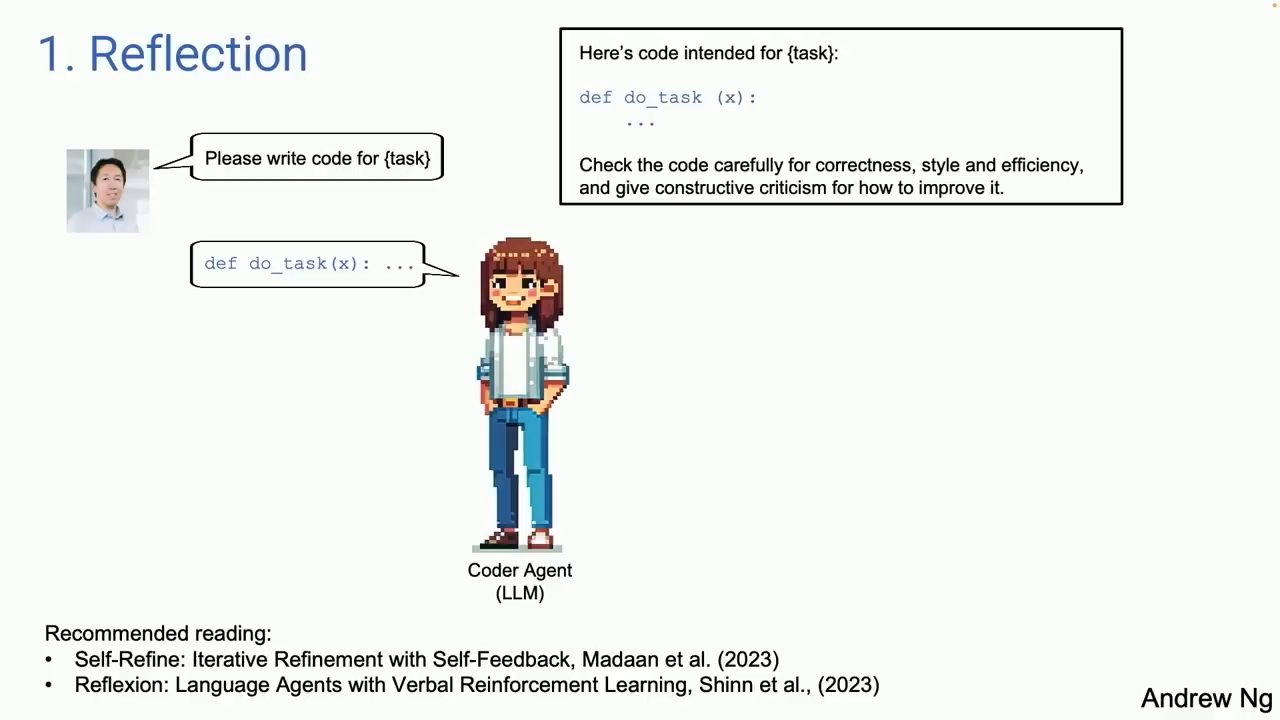 1. Reflection
Here's code intended for {task}:
def do_task (x):
...
Check the code carefully for correctness, style and efficiency,
and give constructive criticism for how to improve it.
Please write code for {task}
def do_task(x): ...
Coder Agent
(LLM)
Recommended reading:
• Self-Refine: Iterative Refinement with Self-Feedback, Madaan et al. (2023)
• Reflexion: Language Agents with Verbal Reinforcement Learning, Shinn et al., (2023)
Andrew Ng